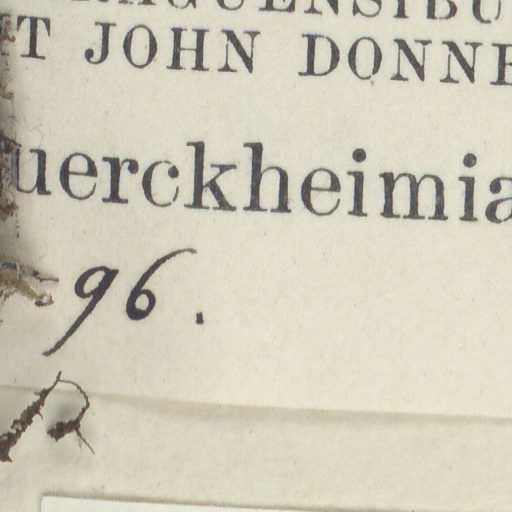 T JOHN DONNE
uerckheimia
96.